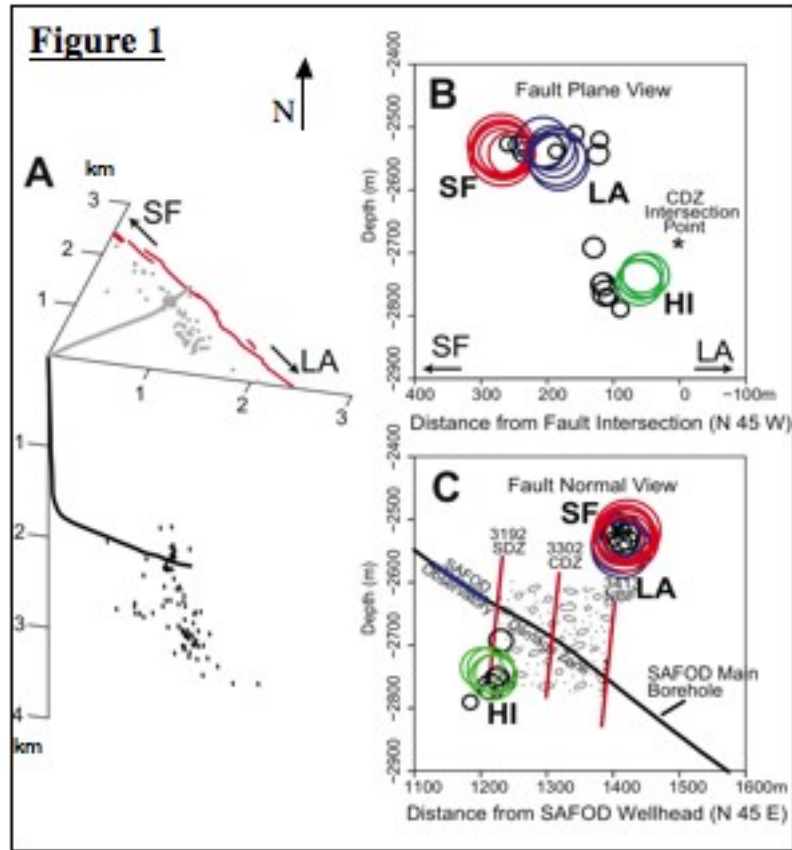 Figure 1
N
A
km
3
2
1
SF
LA
1
2
3
1
2
3
4
km
B
Fault Plane View
-2400
-2500
-2600
-2700
-2800
-2900
Depth (m)
SF
LA
CDZ
Intersection
Point
*
HI
SF
LA
400
300
200
100
0
-100m
Distance from Fault Intersection (N 45 W)
C
Fault Normal View
-2400
-2500
-2600
-2700
-2800
-2900
Depth (m)
SF
3192
SDZ
3302
CDZ
LA
SAFOD
Observatory
Damage Zone
HI
SAFOD Main
Borehole
1100
1200
1300
1400
1500
1600m
Distance from SAFOD Wellhead (N 45 E)